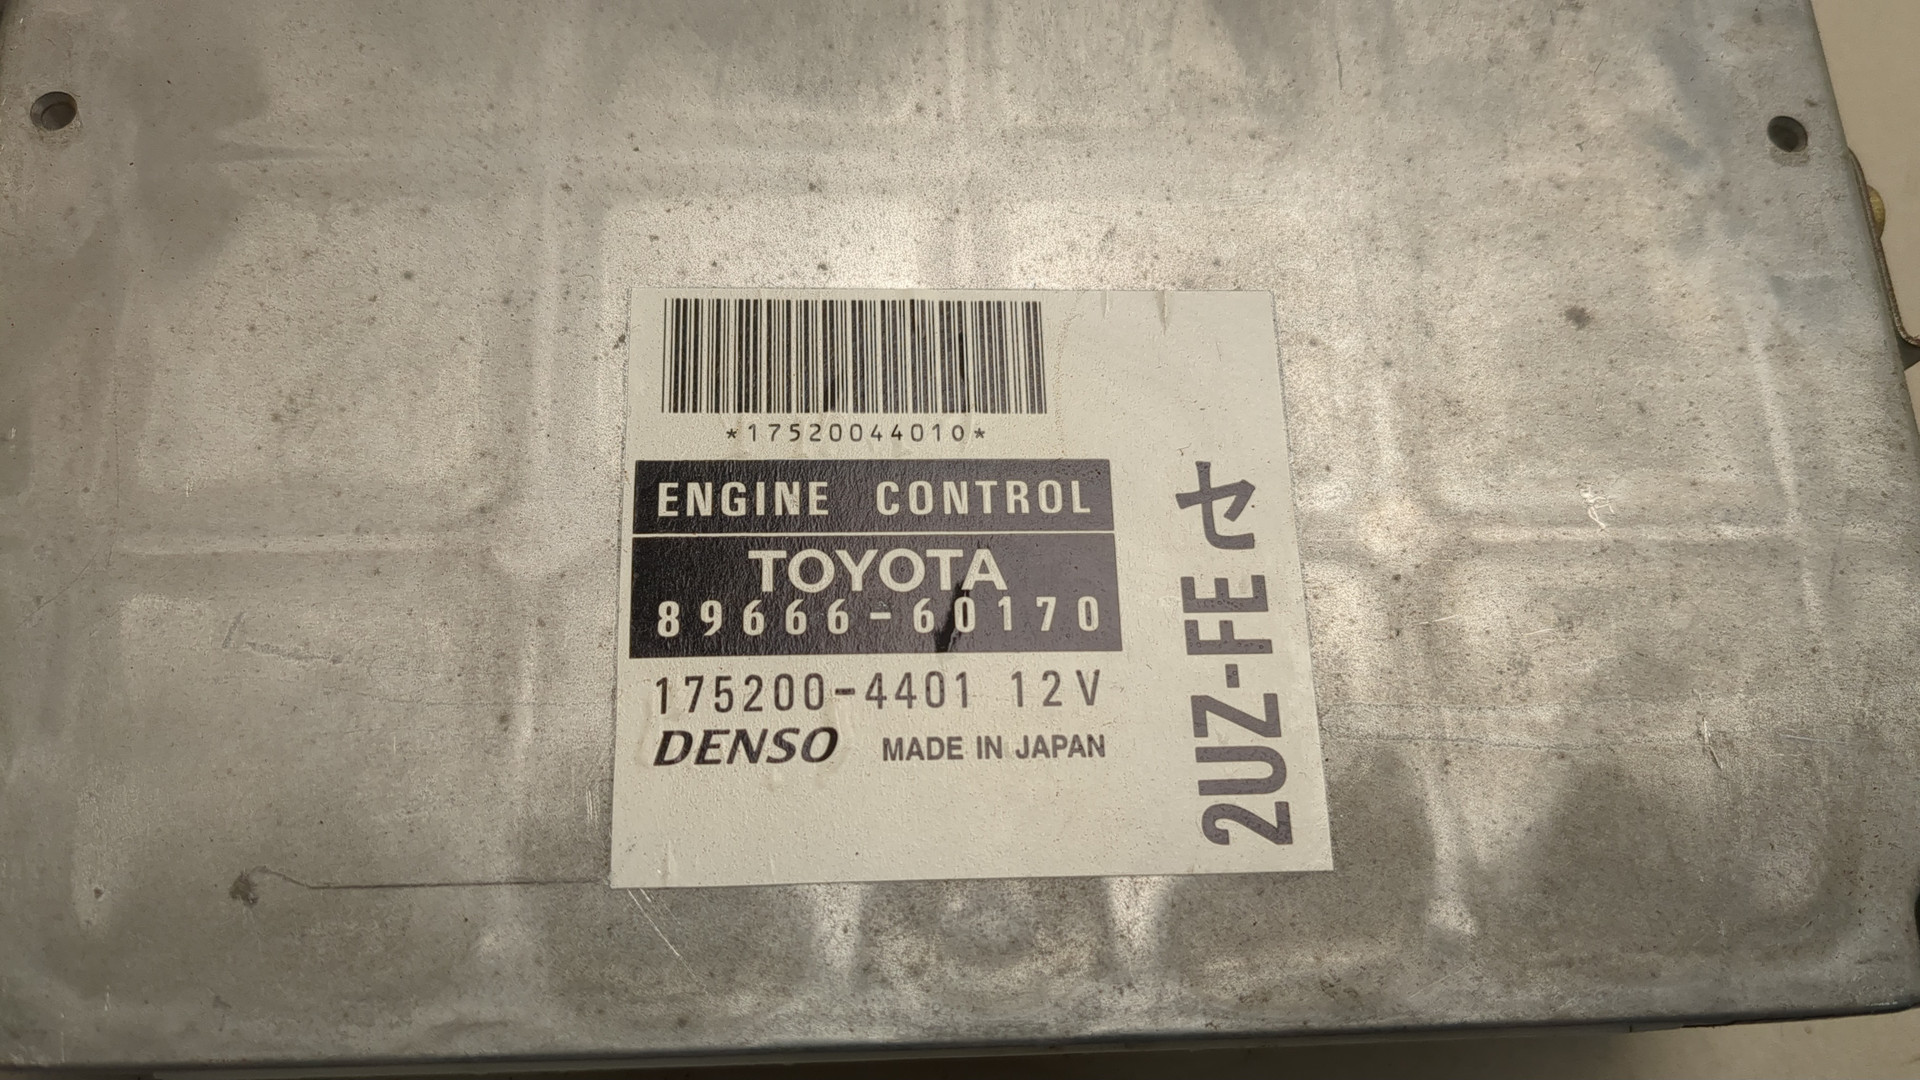 *17520044010*
ENGINE CONTROL
TOYOTA
89666-60170
175200-4401 12V
DENSO MADE IN JAPAN
2UZ-FE セ